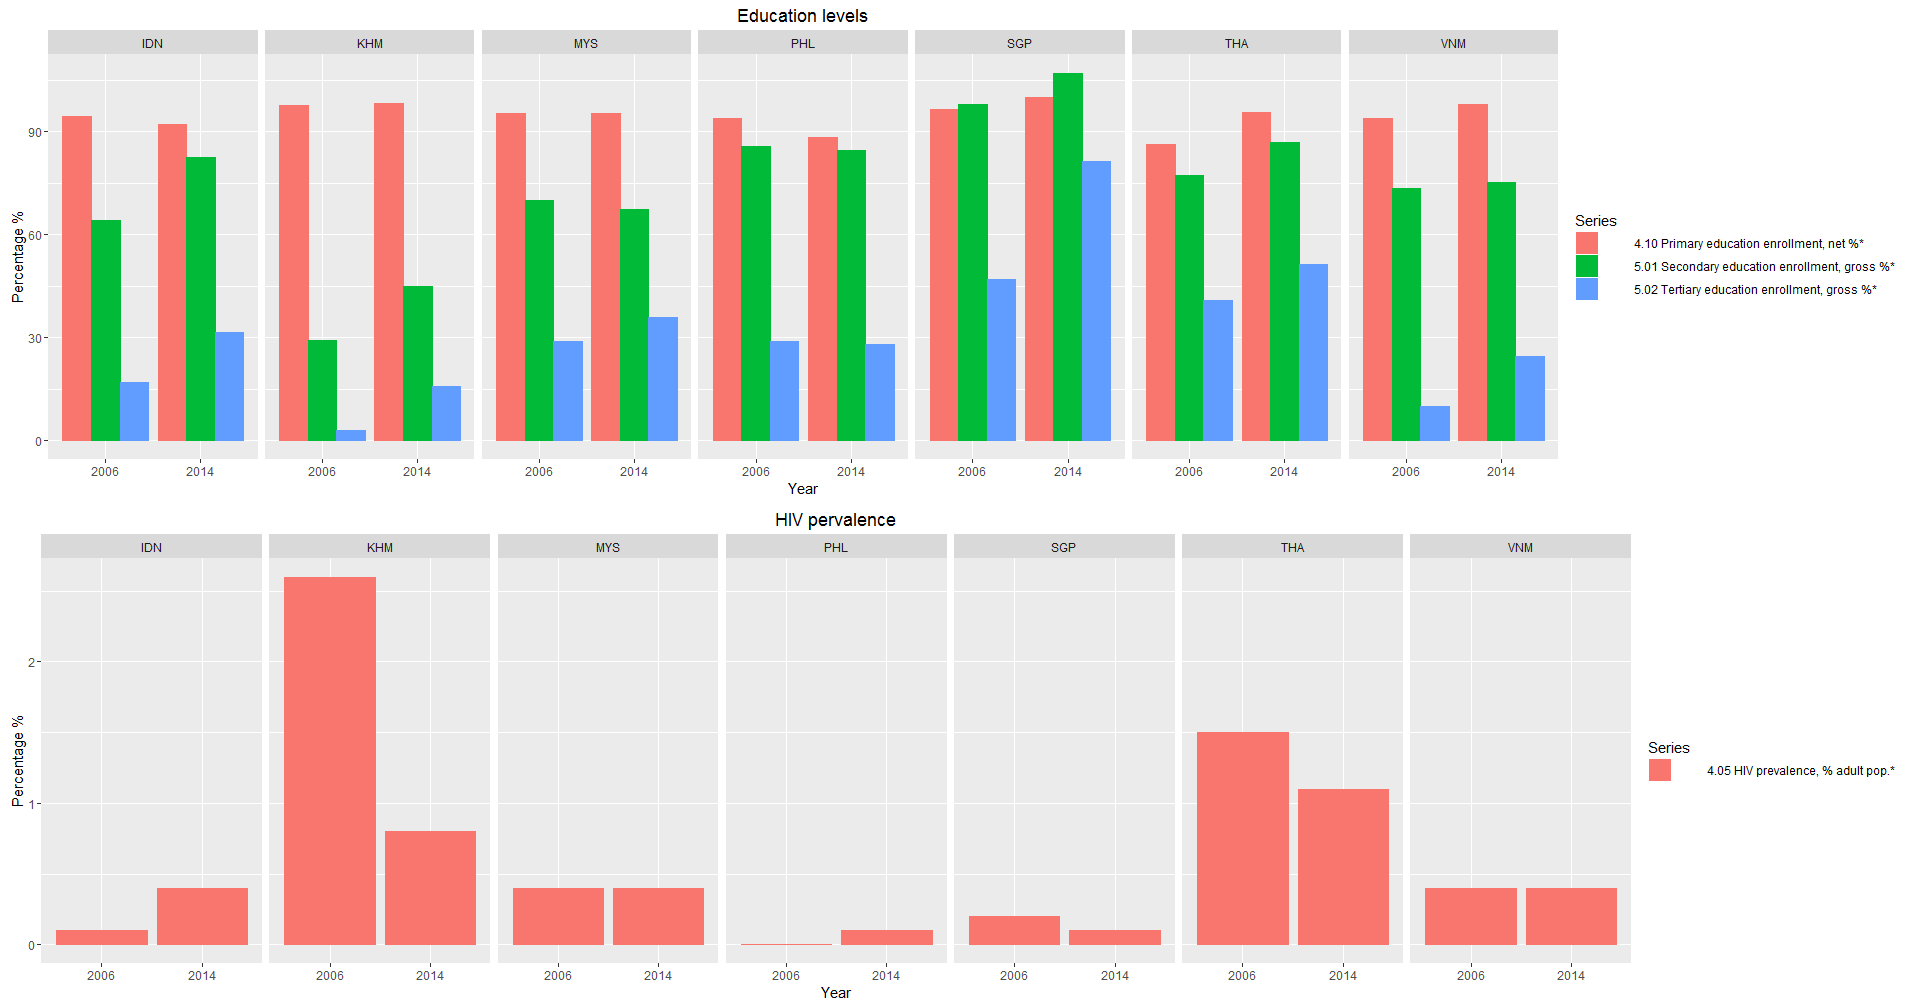 Education levels
IDN KHM MYS PHL SGP THA VNM
Percentage %
90
60
30
0
2006 2014 2006 2014 2006 2014 2006 2014 2006 2014 2006 2014 2006 2014
Year
Series
4.10 Primary education enrollment, net %*
5.01 Secondary education enrollment, gross %*
5.02 Tertiary education enrollment, gross %*
HIV pervalence
IDN KHM MYS PHL SGP THA VNM
Percentage %
2
1
0
2006 2014 2006 2014 2006 2014 2006 2014 2006 2014 2006 2014 2006 2014
Year
Series
4.05 HIV prevalence, % adult pop.*